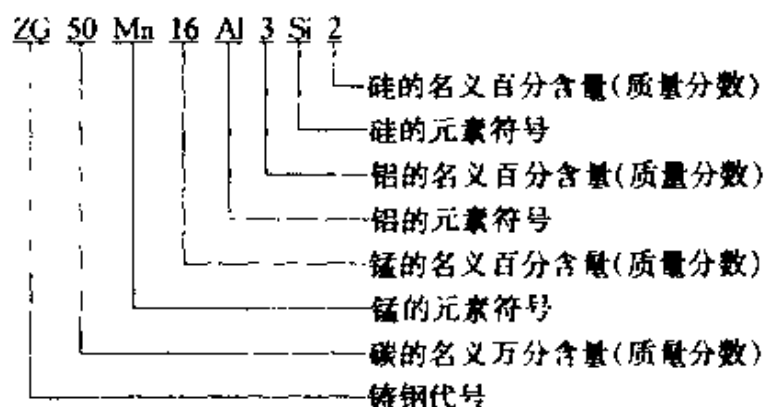 ZG 50 Mn 16 Al 3 Si 2
硅的名义百分含量(质量分数)
硅的元素符号
铝的名义百分含量(质量分数)
铝的元素符号
锰的名义百分含量(质量分数)
锰的元素符号
碳的名义万分含量(质量分数)
铸钢代号